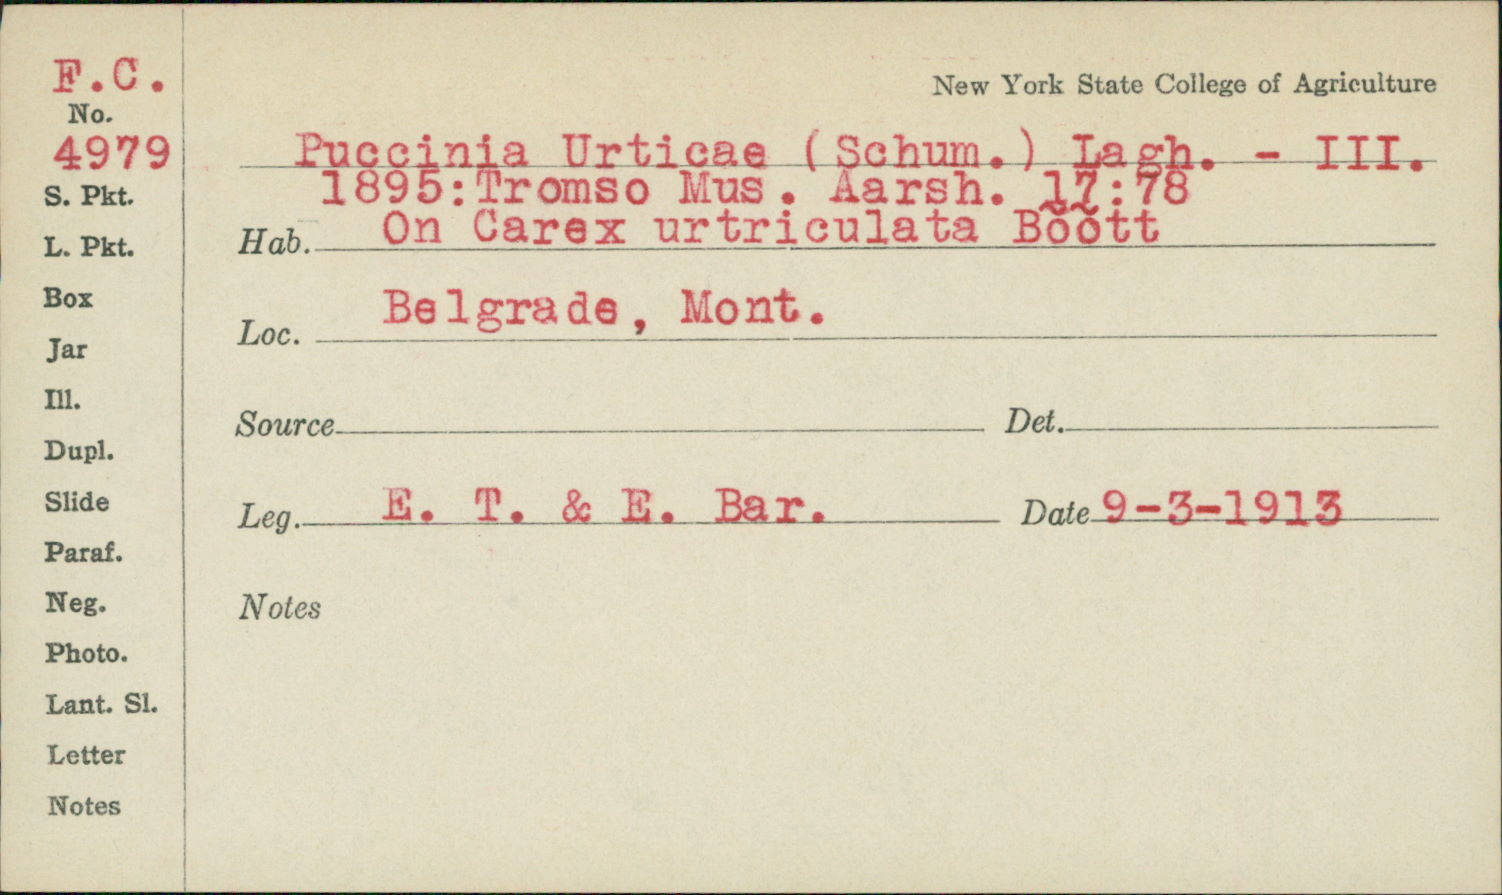 F.C.
New York State College of Agriculture
No.
4979
Puccinia Urticae (Schum.) Lagh. - III.
1895:Tromso Mus. Aarsh. 17:78
S. Pkt.
Hab. On Carex urtriculata Bõõtt
L. Pkt.
Box
Loc. Belgrade, Mont.
Jar
Ill.
Source Det.
Dupl.
Slide
Leg. E. T. & E. Bar. Date 9-3-1913
Paraf.
Neg.
Notes
Photo.
Lant. Sl.
Letter
Notes